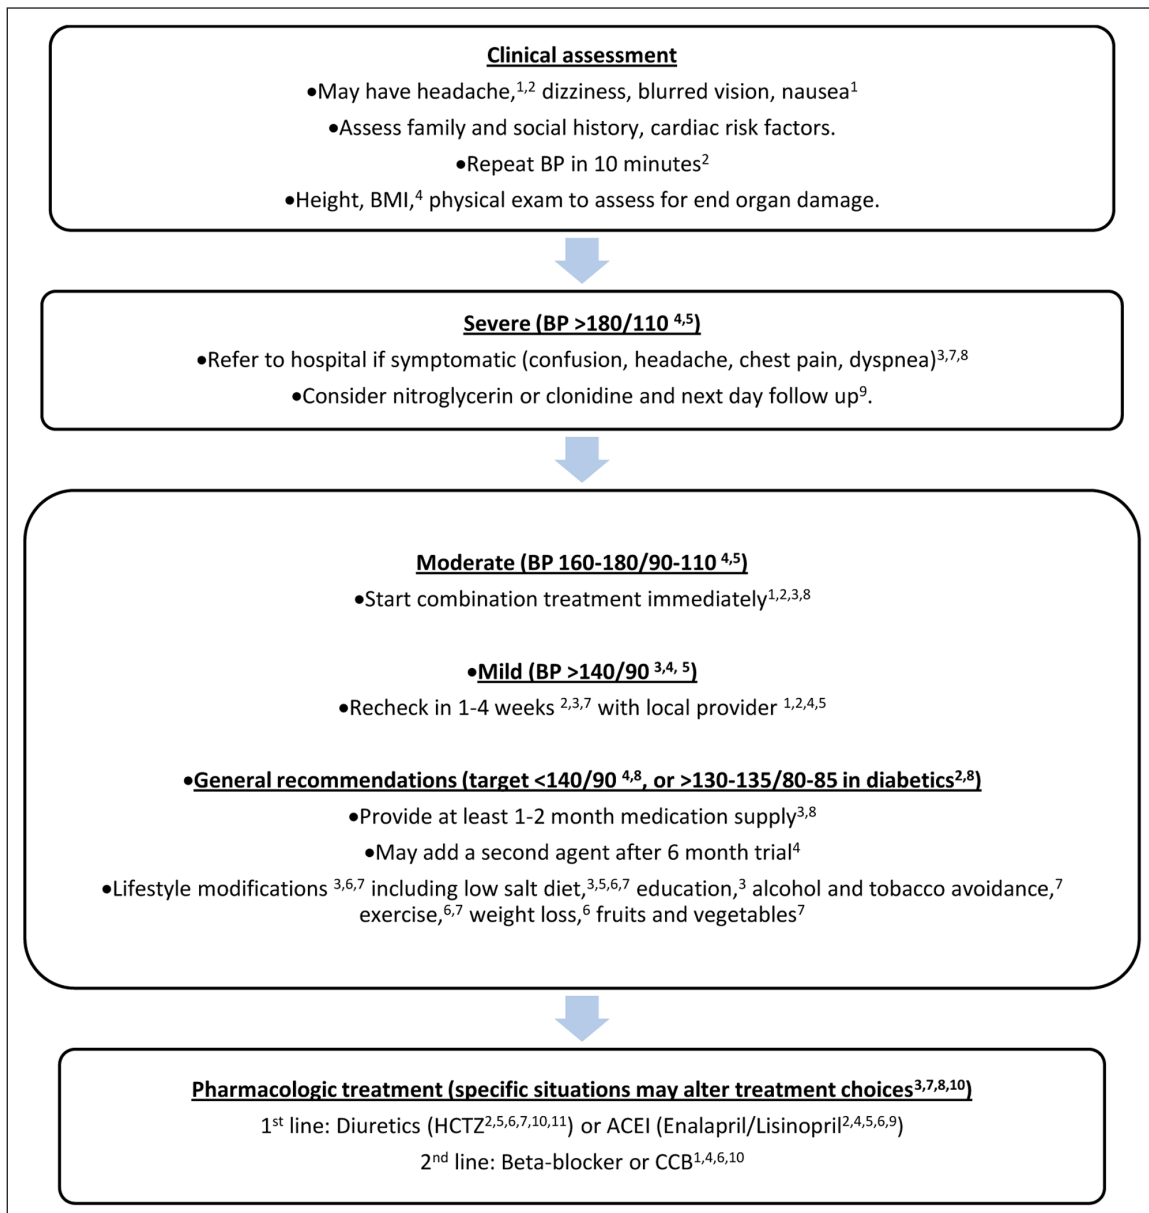 Clinical assessment
•May have headache,1,2 dizziness, blurred vision, nausea1
•Assess family and social history, cardiac risk factors.
•Repeat BP in 10 minutes2
•Height, BMI,4 physical exam to assess for end organ damage.
Severe (BP >180/110 4,5)
•Refer to hospital if symptomatic (confusion, headache, chest pain, dyspnea)3,7,8
•Consider nitroglycerin or clonidine and next day follow up9.
Moderate (BP 160-180/90-110 4,5)
•Start combination treatment immediately1,2,3,8
•Mild (BP >140/90 3,4, 5)
•Recheck in 1-4 weeks 2,3,7 with local provider 1,2,4,5
•General recommendations (target <140/90 4,8, or >130-135/80-85 in diabetics2,8)
•Provide at least 1-2 month medication supply3,8
•May add a second agent after 6 month trial4
•Lifestyle modifications 3,6,7 including low salt diet,3,5,6,7 education,3 alcohol and tobacco avoidance,7
exercise,6,7 weight loss,6 fruits and vegetables7
Pharmacologic treatment (specific situations may alter treatment choices3,7,8,10)
1st line: Diuretics (HCTZ2,5,6,7,10,11) or ACEI (Enalapril/Lisinopril2,4,5,6,9)
2nd line: Beta-blocker or CCB1,4,6,10